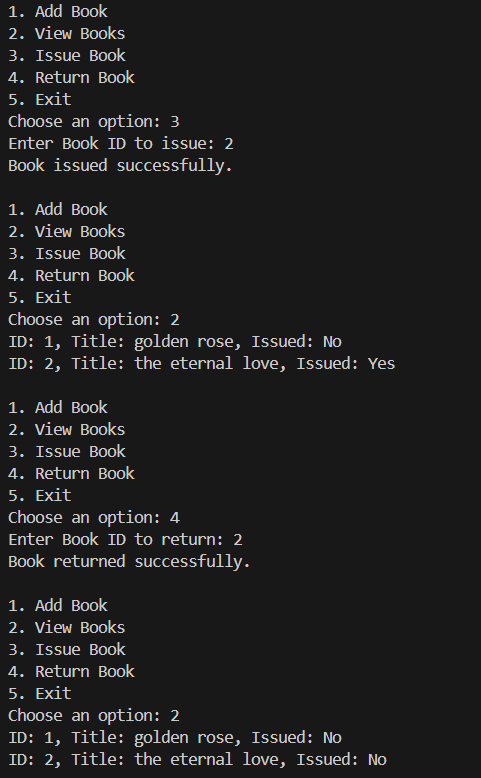 1. Add Book
2. View Books
3. Issue Book
4. Return Book
5. Exit
Choose an option: 3
Enter Book ID to issue: 2
Book issued successfully.

1. Add Book
2. View Books
3. Issue Book
4. Return Book
5. Exit
Choose an option: 2
ID: 1, Title: golden rose, Issued: No
ID: 2, Title: the eternal love, Issued: Yes

1. Add Book
2. View Books
3. Issue Book
4. Return Book
5. Exit
Choose an option: 4
Enter Book ID to return: 2
Book returned successfully.

1. Add Book
2. View Books
3. Issue Book
4. Return Book
5. Exit
Choose an option: 2
ID: 1, Title: golden rose, Issued: No
ID: 2, Title: the eternal love, Issued: No